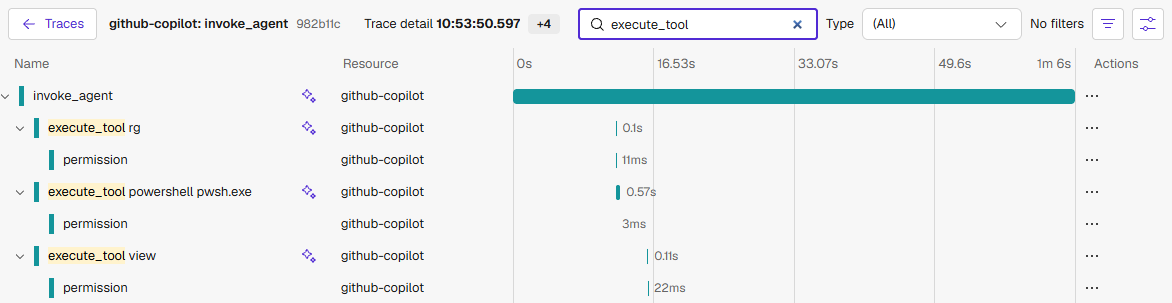 ← Traces github-copilot: invoke_agent 982b11c Trace detail 10:53:50.597 +4 execute_tool × Type (All) No filters
Name Resource 0s 16.53s 33.07s 49.6s 1m 6s Actions
invoke_agent github-copilot ...
execute_tool rg github-copilot 0.1s ...
permission github-copilot 11ms ...
execute_tool powershell pwsh.exe github-copilot 0.57s ...
permission github-copilot 3ms ...
execute_tool view github-copilot 0.11s ...
permission github-copilot 22ms ...